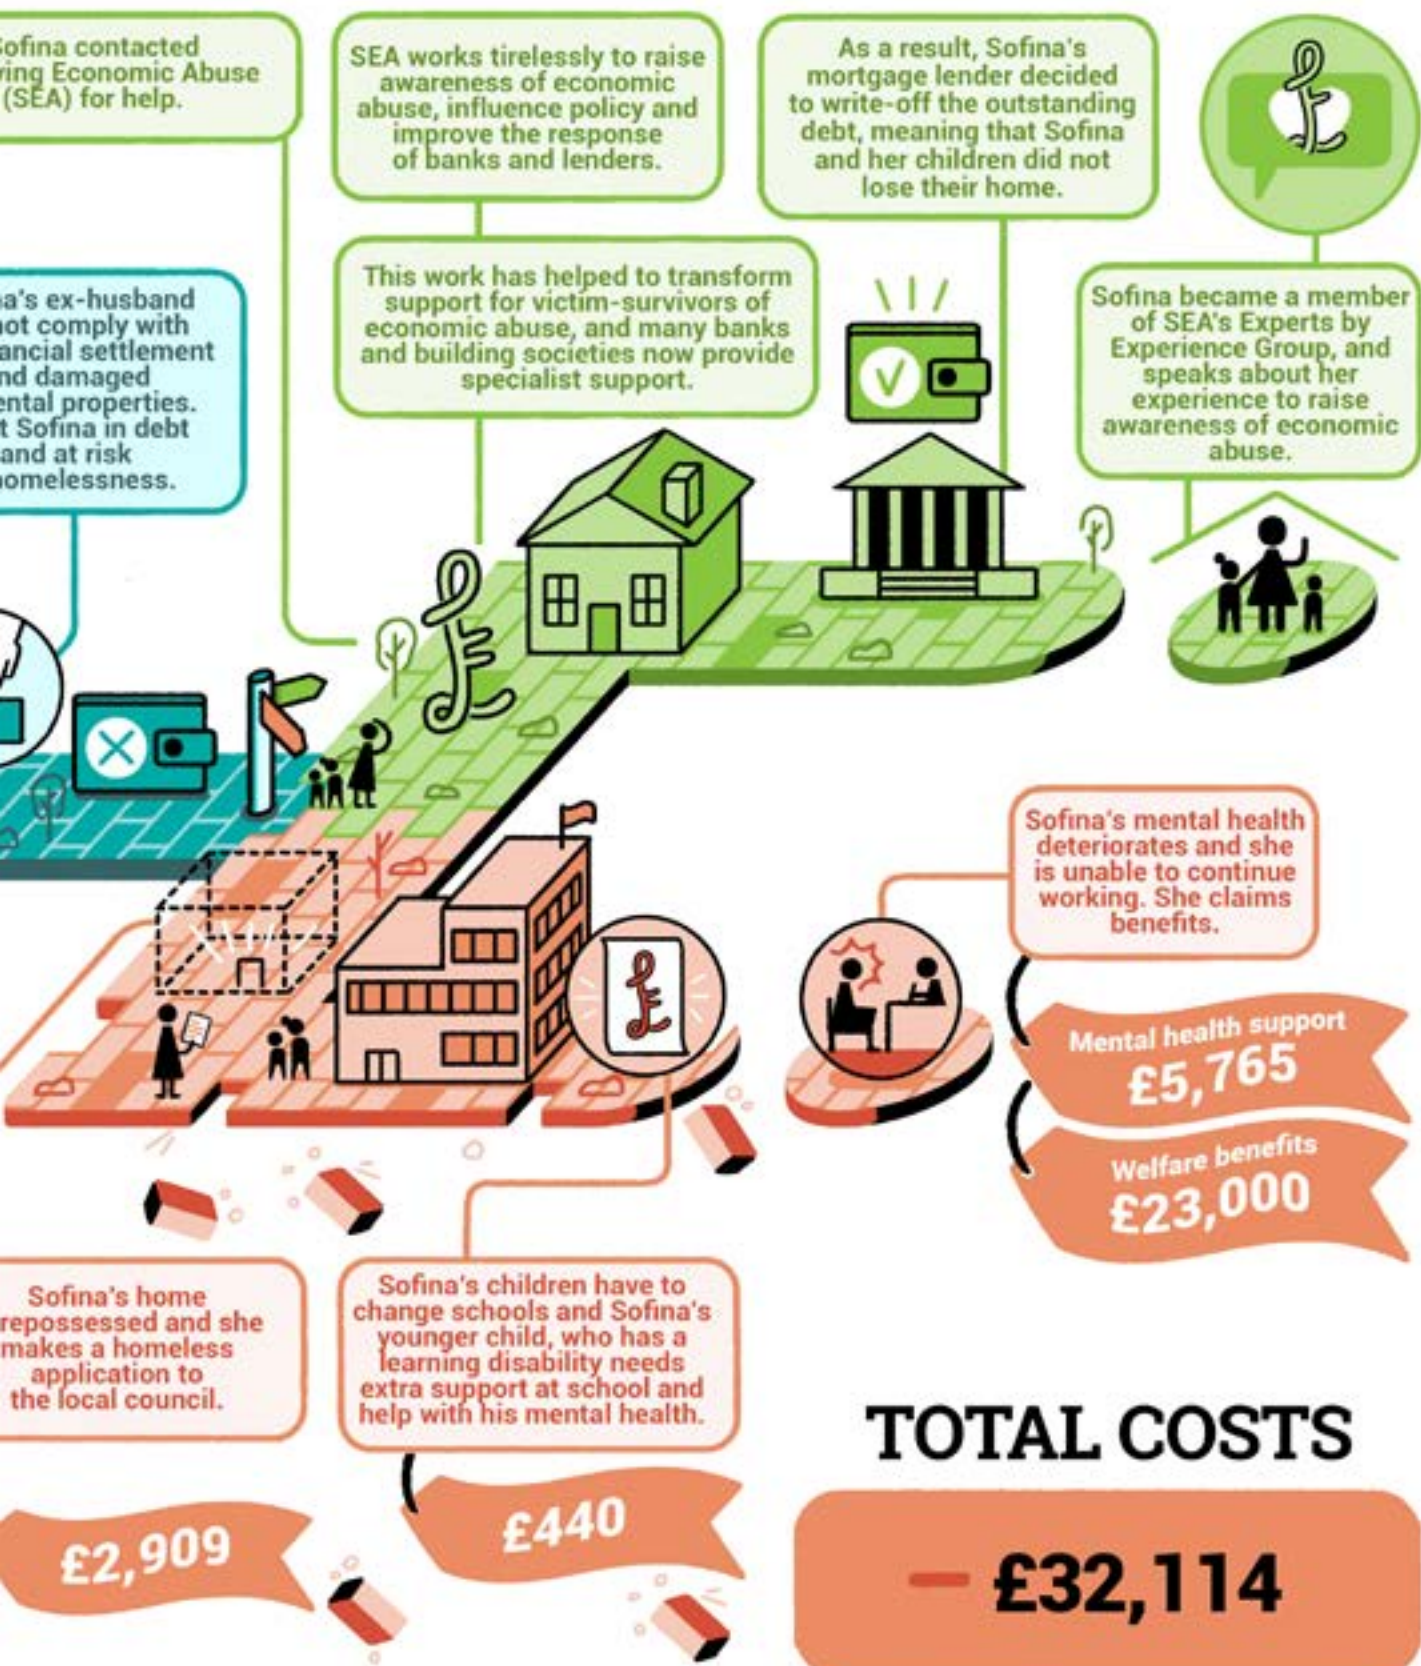 Sofina contacted
ving Economic Abuse
(SEA) for help.
SEA works tirelessly to raise
awareness of economic
abuse, influence policy and
improve the response
of banks and lenders.
This work has helped to transform
support for victim-survivors of
economic abuse, and many banks
and building societies now provide
specialist support.
As a result, Sofina's
mortgage lender decided
to write-off the outstanding
debt, meaning that Sofina
and her children did not
lose their home.
Sofina became a member
of SEA's Experts by
Experience Group, and
speaks about her
experience to raise
awareness of economic
abuse.
a's ex-husband
not comply with
ancial settlement
nd damaged
ental properties.
t Sofina in debt
and at risk
homelessness.
Sofina's mental health
deteriorates and she
is unable to continue
working. She claims
benefits.
Mental health support
£5,765
Welfare benefits
£23,000
Sofina's home
repossessed and she
makes a homeless
application to
the local council.
£2,909
Sofina's children have to
change schools and Sofina's
younger child, who has a
learning disability needs
extra support at school and
help with his mental health.
£440
TOTAL COSTS
— £32,114